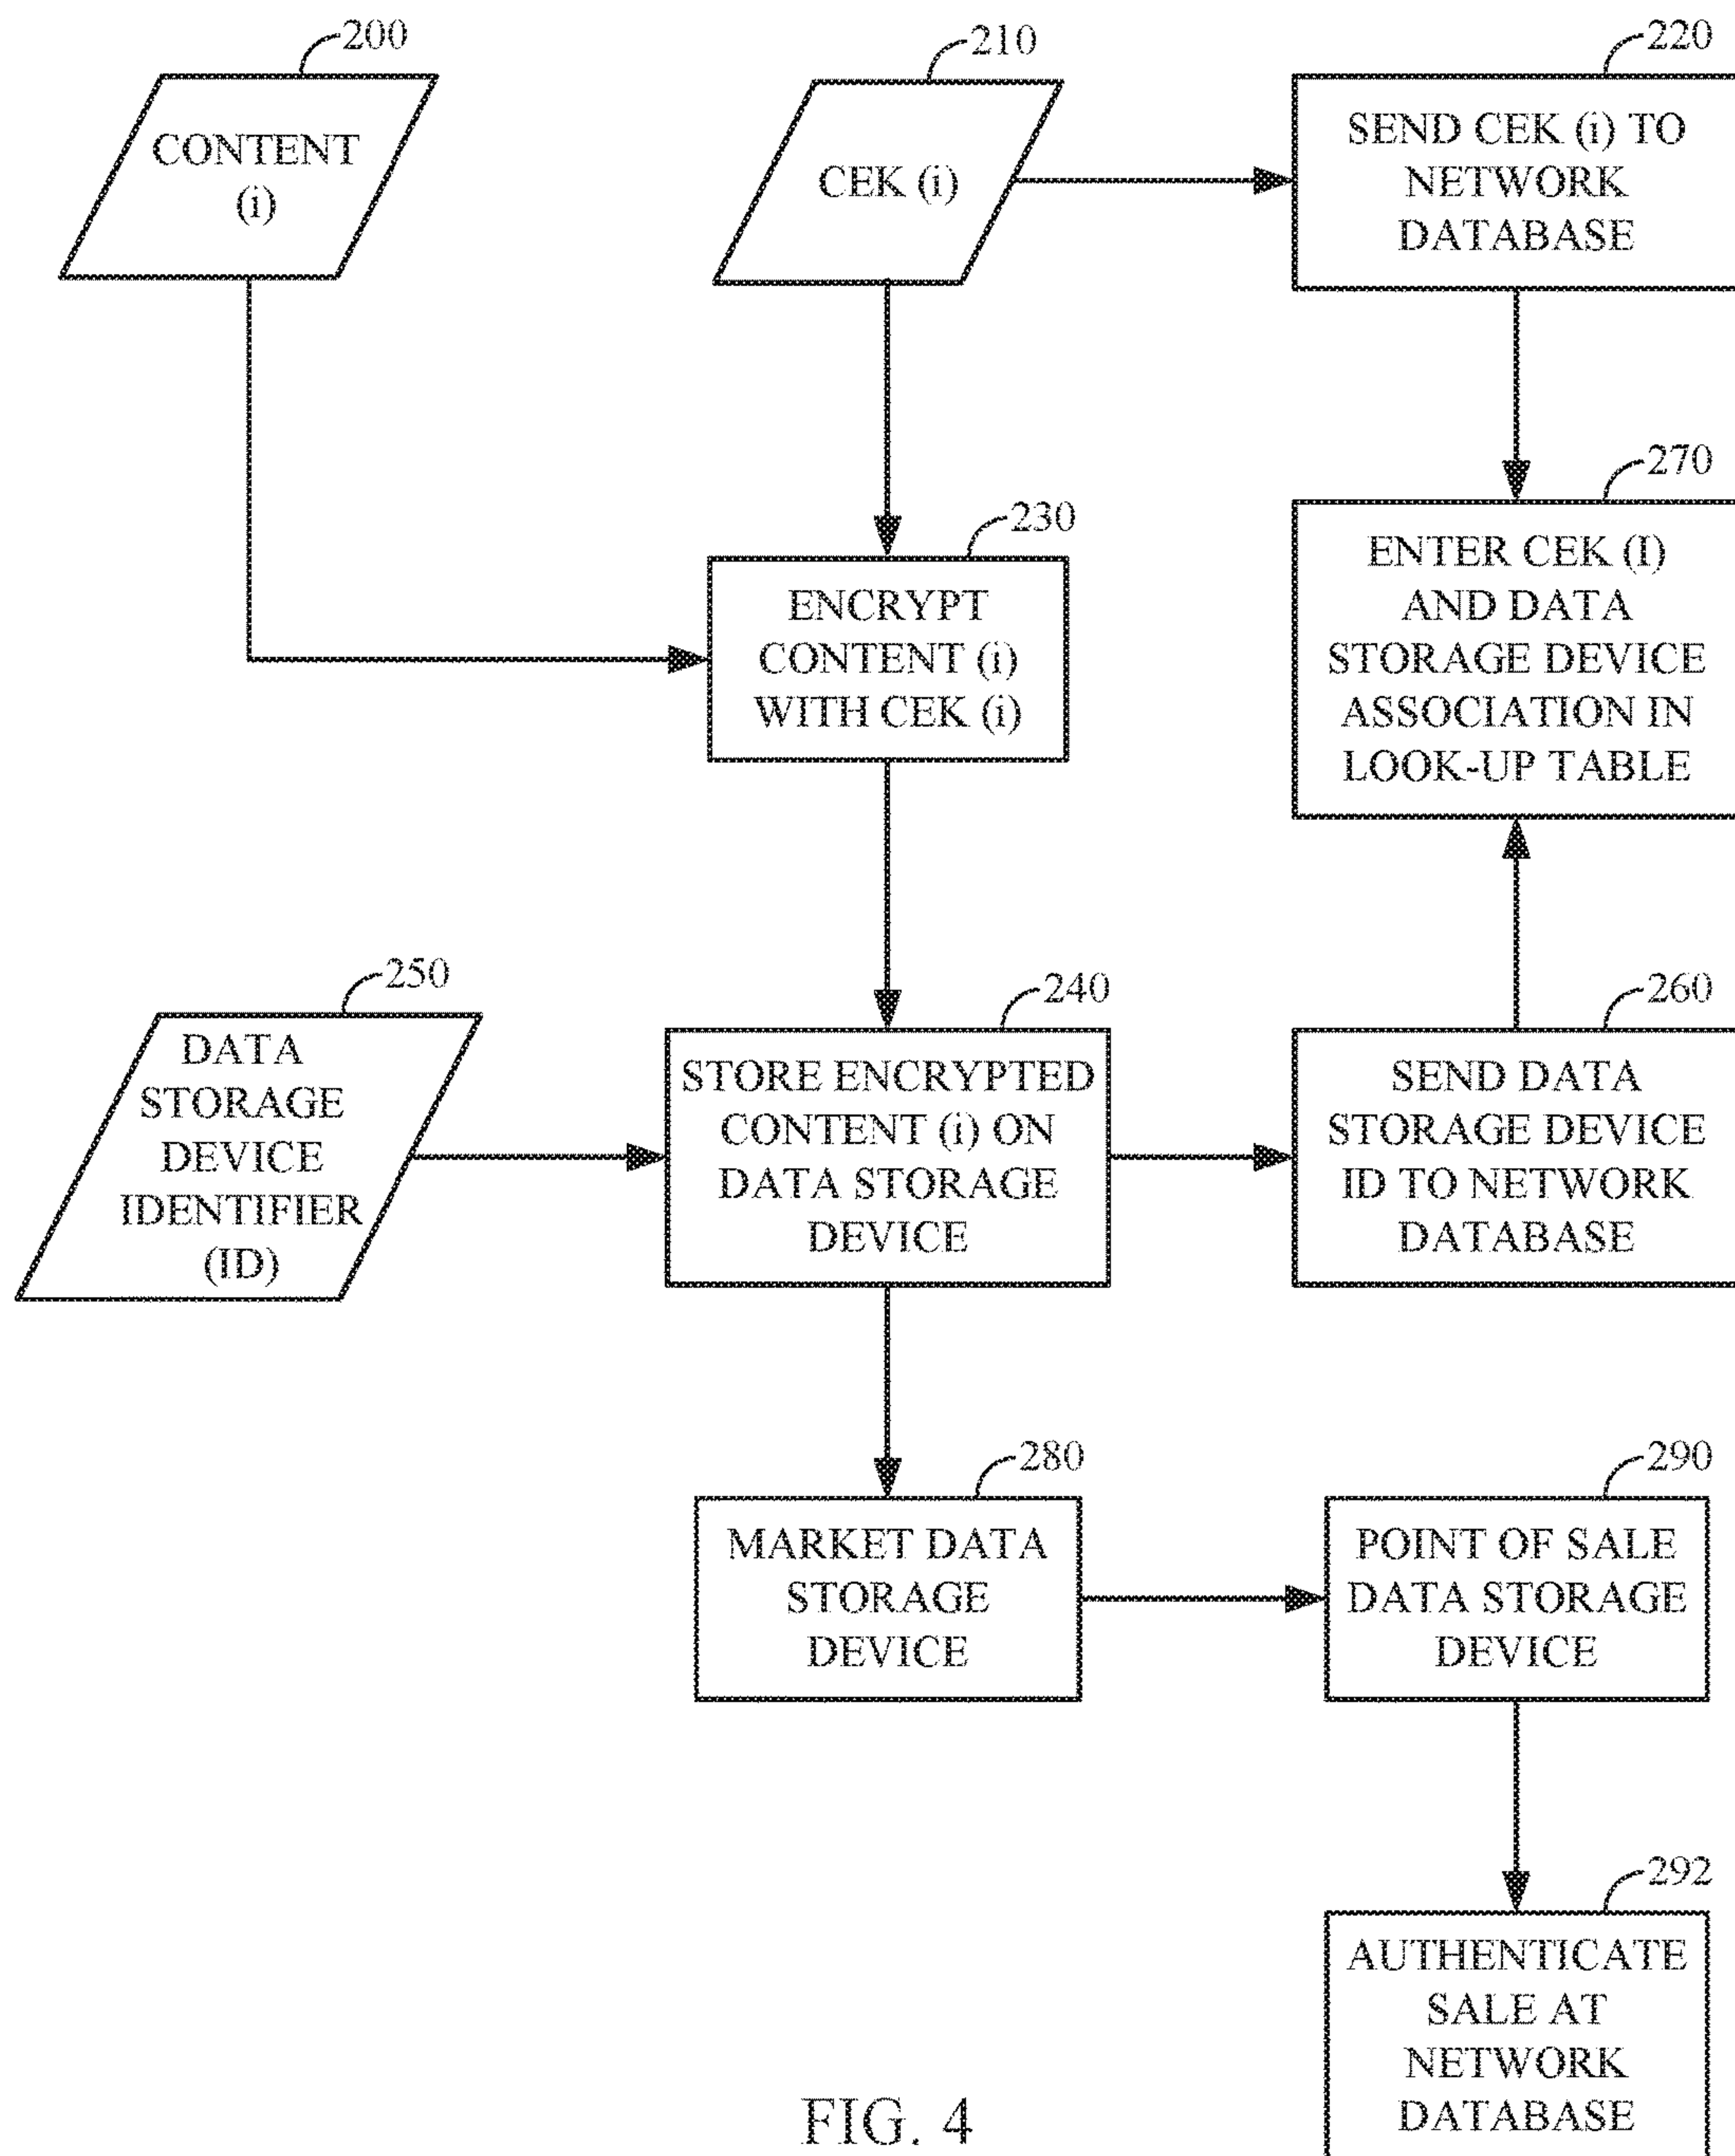 200
CONTENT
(i)
210
CEK (i)
220
SEND CEK (i) TO
NETWORK
DATABASE
230
ENCRYPT
CONTENT (i)
WITH CEK (i)
270
ENTER CEK (I)
AND DATA
STORAGE DEVICE
ASSOCIATION IN
LOOK-UP TABLE
250
DATA
STORAGE
DEVICE
IDENTIFIER
(ID)
240
STORE ENCRYPTED
CONTENT (i) ON
DATA STORAGE
DEVICE
260
SEND DATA
STORAGE DEVICE
ID TO NETWORK
DATABASE
280
MARKET DATA
STORAGE
DEVICE
290
POINT OF SALE
DATA STORAGE
DEVICE
292
AUTHENTICATE
SALE AT
NETWORK
DATABASE
FIG. 4